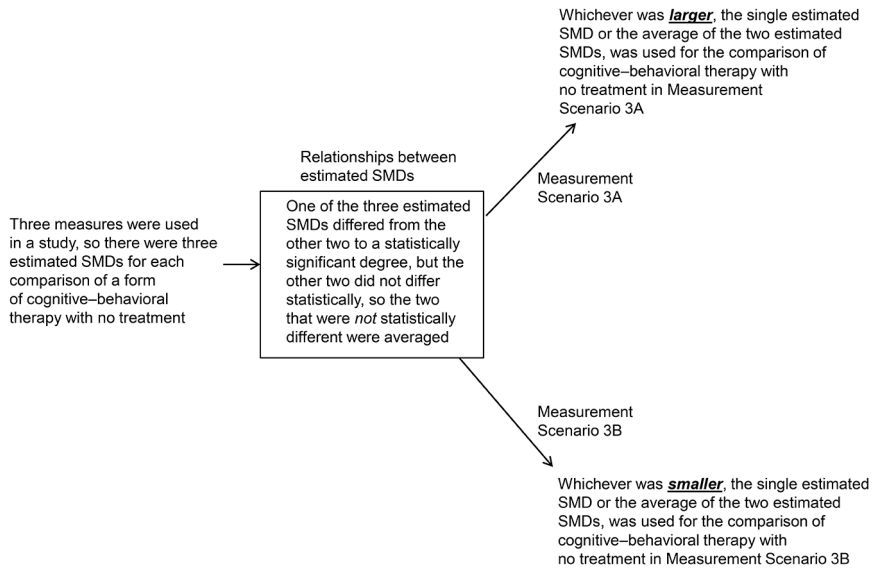 Three measures were used
in a study, so there were three
estimated SMDs for each
comparison of a form
of cognitive–behavioral
therapy with no treatment
Relationships between
estimated SMDs
One of the three estimated
SMDs differed from the
other two to a statistically
significant degree, but the
other two did not differ
statistically, so the two
that were not statistically
different were averaged
Measurement
Scenario 3A
Whichever was larger, the single estimated
SMD or the average of the two estimated
SMDs, was used for the comparison of
cognitive–behavioral therapy with
no treatment in Measurement
Scenario 3A
Measurement
Scenario 3B
Whichever was smaller, the single estimated
SMD or the average of the two estimated
SMDs, was used for the comparison of
cognitive–behavioral therapy with
no treatment in Measurement Scenario 3B